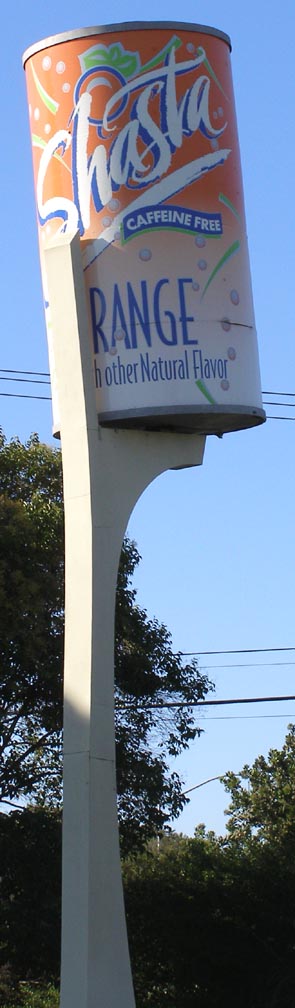 Shasta
CAFFEINE FREE
RANGE
h other Natural Flavor